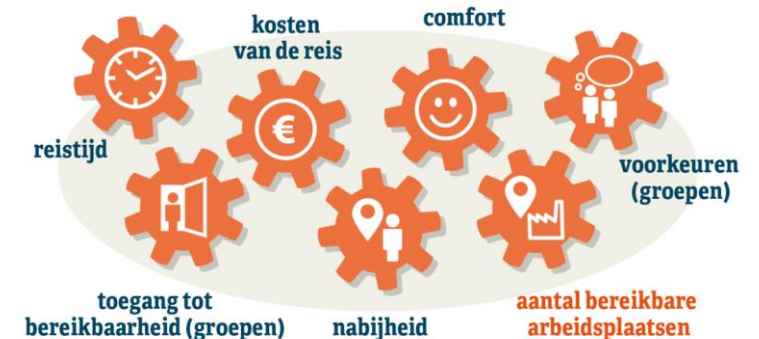 kosten
van de reis
comfort
reistijd
€
voorkeuren
(groepen)
toegang tot
bereikbaarheid (groepen)
nabijheid
aantal bereikbare
arbeidsplaatsen